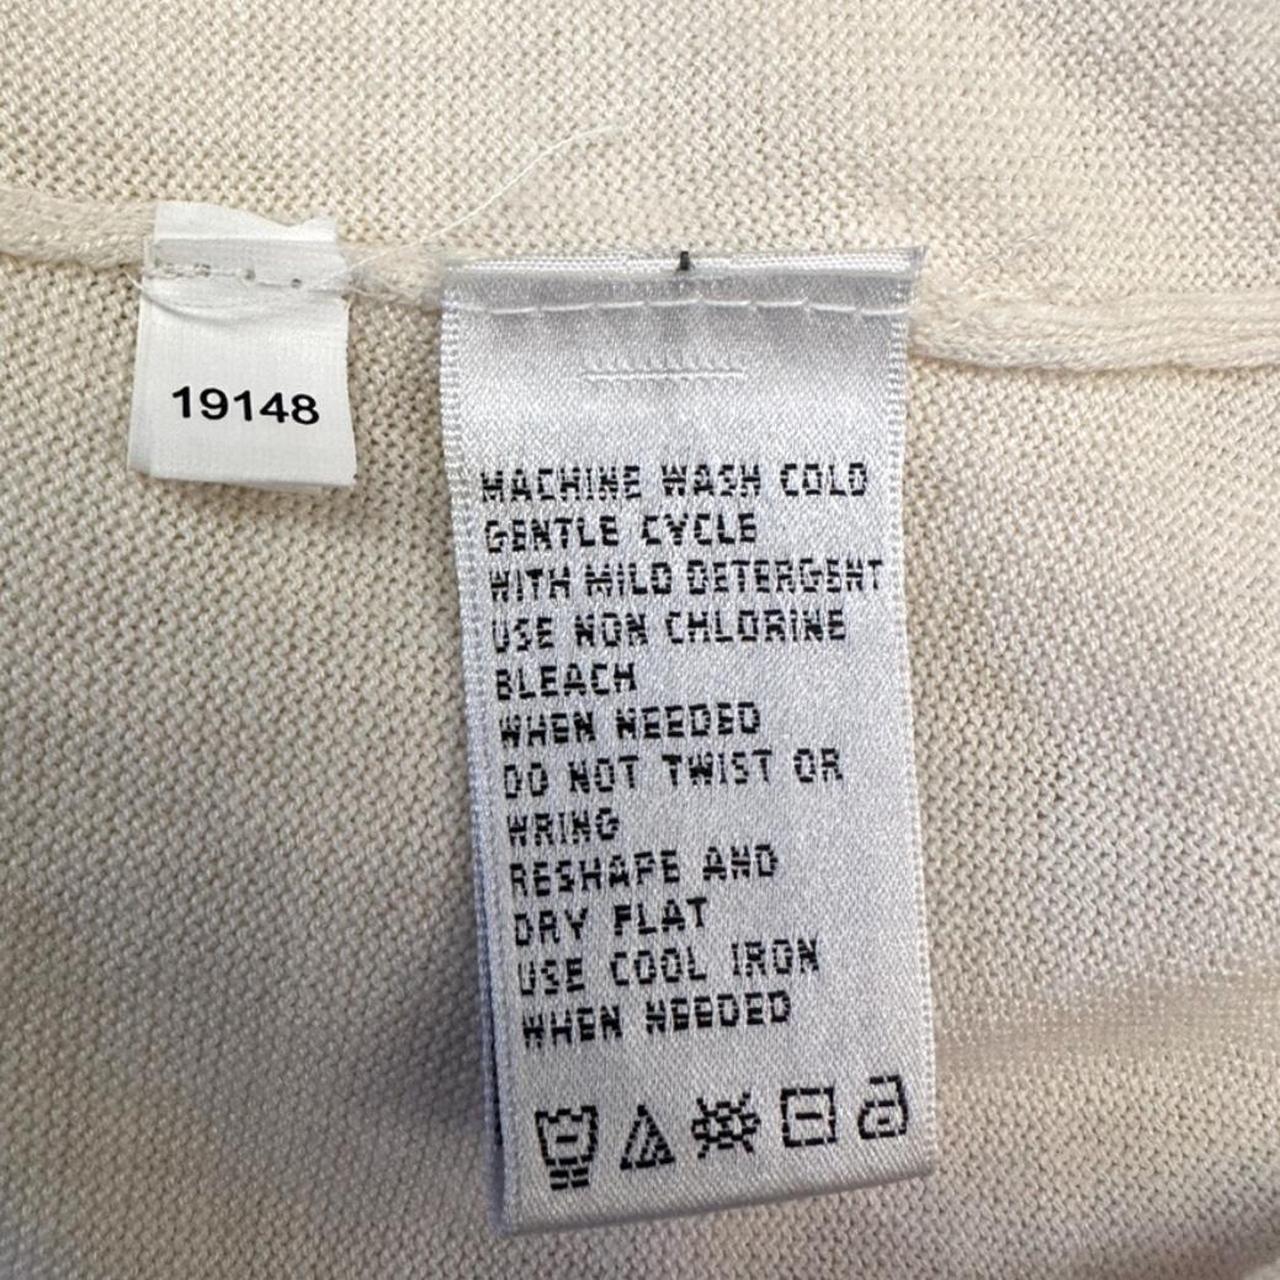 19148
MACHINE WASH COLD
GENTLE CYCLE
WITH MILD DETERGENT
USE NON CHLORINE
BLEACH
WHEN NEEDED
DO NOT TWIST OR
WRING
RESHAPE AND
DRY FLAT
USE COOL IRON
WHEN NEEDED